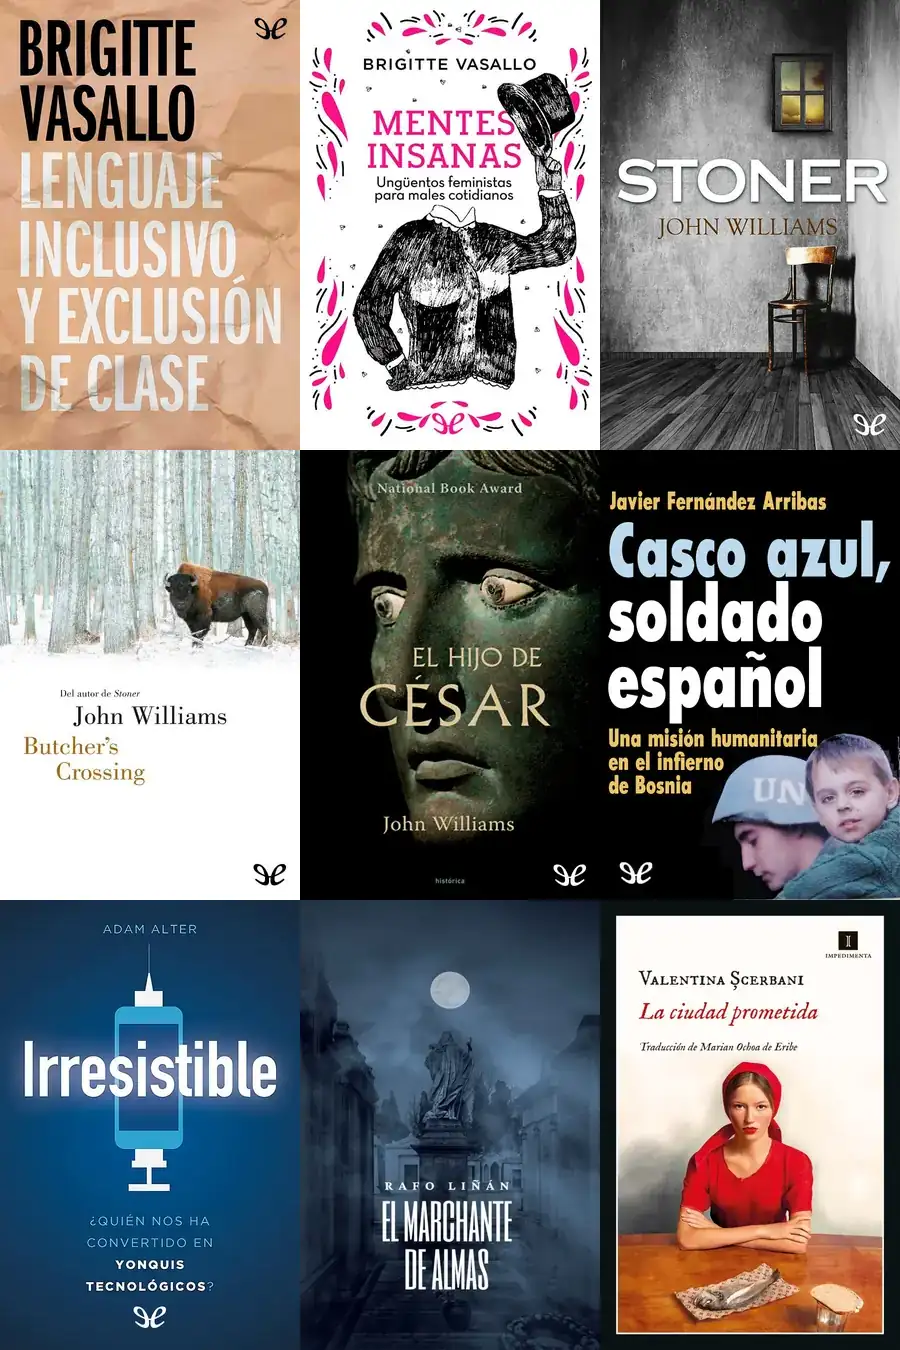 BRIGITTE
VASALLO
LENGUAJE
INCLUSIVO
Y EXCLUSIÓN
DE CLASE
BRIGITTE VASALLO
MENTES
INSANAS
Ungüentos feministas
para males cotidianos
STONER
JOHN WILLIAMS
Del autor de Stoner
John Williams
Butcher's
Crossing
National Book Award
EL HIJO DE
CÉSAR
John Williams
histórica
Javier Fernández Arribas
Casco azul,
soldado
español
Una misión humanitaria
en el infierno
de Bosnia
UN
ADAM ALTER
Irresistible
¿QUIÉN NOS HA
CONVERTIDO EN
YONQUIS
TECNOLÓGICOS?
RAFO LIÑÁN
EL MARCHANTE
DE ALMAS
I
IMPEDIMENTA
VALENTINA ȘCERBANI
La ciudad prometida
Traducción de Marian Ochoa de Eribe